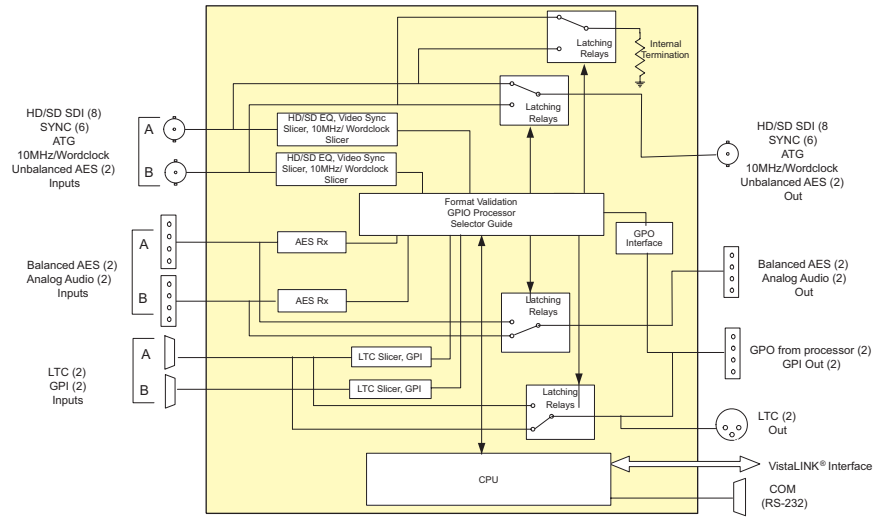 Latching
Relays
Internal
Termination
Latching
Relays
HD/SD SDI (8)
SYNC (6)
ATG
10MHz/Wordclock
Unbalanced AES (2)
Inputs
A
B
HD/SD EQ, Video Sync
Slicer, 10MHz/ Wordclock
Slicer
HD/SD EQ, Video Sync
Slicer, 10MHz/ Wordclock
Slicer
HD/SD SDI (8
SYNC (6)
ATG
10MHz/Wordclock
Unbalanced AES (2)
Out
Format Validation
GPIO Processor
Selector Guide
GPO
Interface
Balanced AES (2)
Analog Audio (2)
Inputs
A
B
AES Rx
AES Rx
Latching
Relays
Balanced AES (2)
Analog Audio (2)
Out
LTC (2)
GPI (2)
Inputs
A
B
LTC Slicer, GPI
LTC Slicer, GPI
Latching
Relays
GPO from processor (2)
GPI Out (2)
LTC (2)
Out
CPU
VistaLINK® Interface
COM
(RS-232)